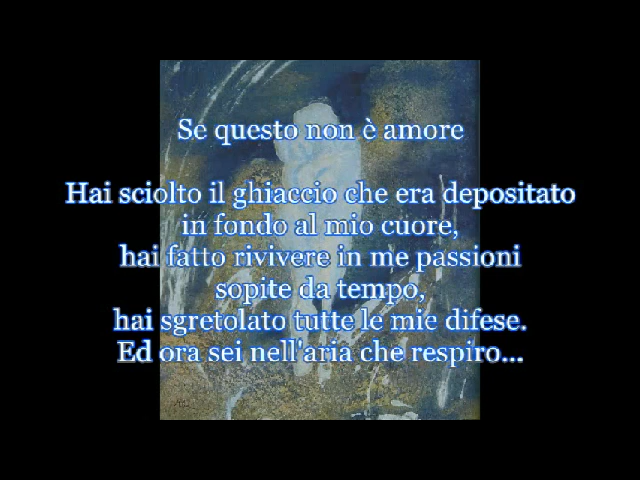 Se questo non è amore
Hai sciolto il ghiaccio che era depositato
in fondo al mio cuore,
hai fatto rivivere in me passioni
sopite da tempo,
hai sgretolato tutte le mie difese.
Ed ora sei nell'aria che respiro...